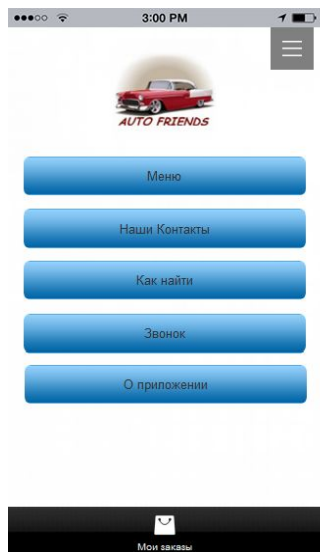 3:00 PM
AUTO FRIENDS
Меню
Наши Контакты
Как найти
Звонок
О приложении
Мои заказы